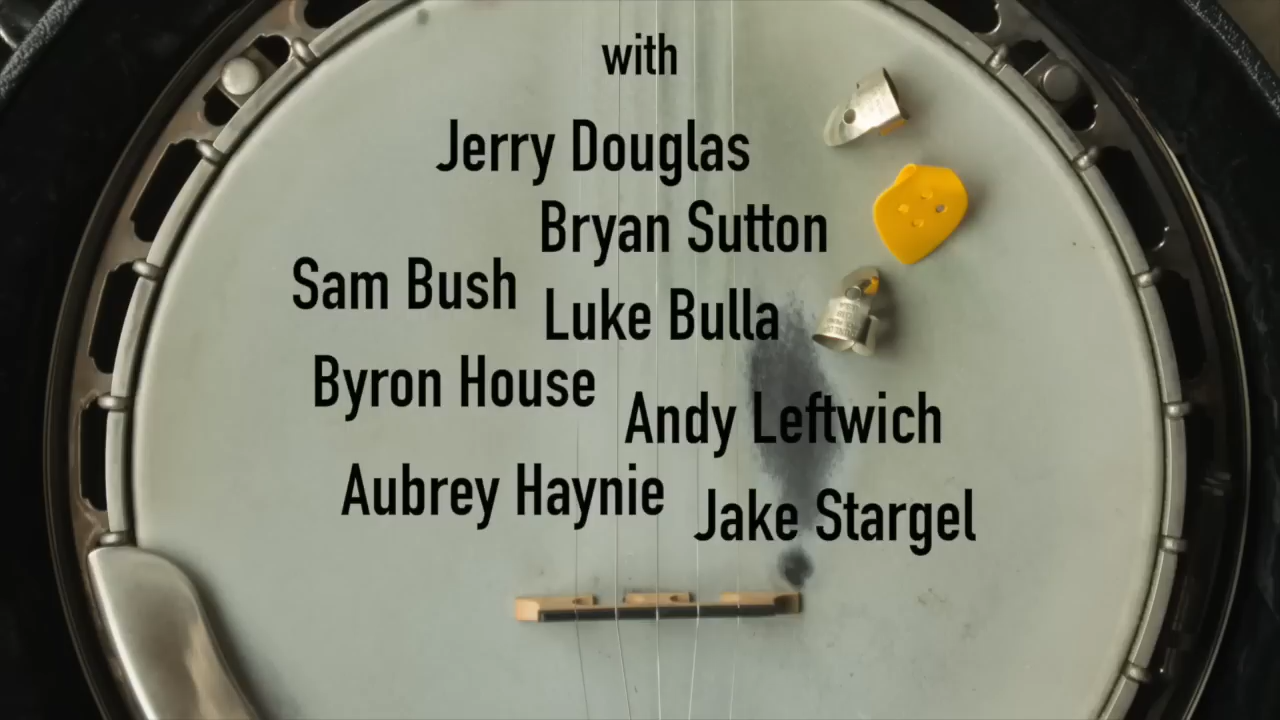 with
Jerry Douglas
Bryan Sutton
Sam Bush
Luke Bulla
Byron House
Andy Leftwich
Aubrey Haynie
Jake Stargel